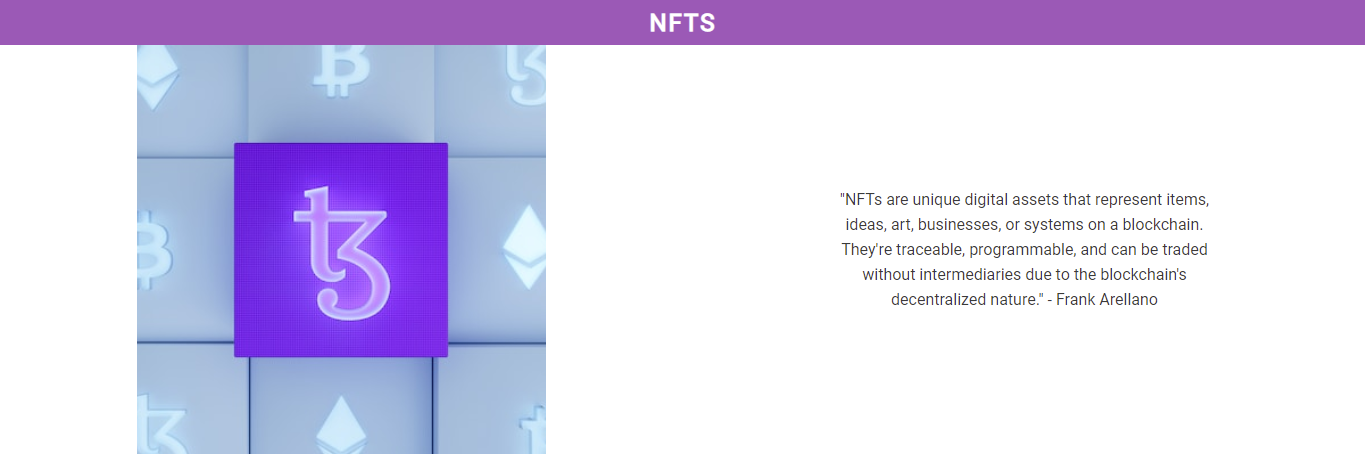 NFTS
"NFTs are unique digital assets that represent items,
ideas, art, businesses, or systems on a blockchain.
They're traceable, programmable, and can be traded
without intermediaries due to the blockchain's
decentralized nature." - Frank Arellano